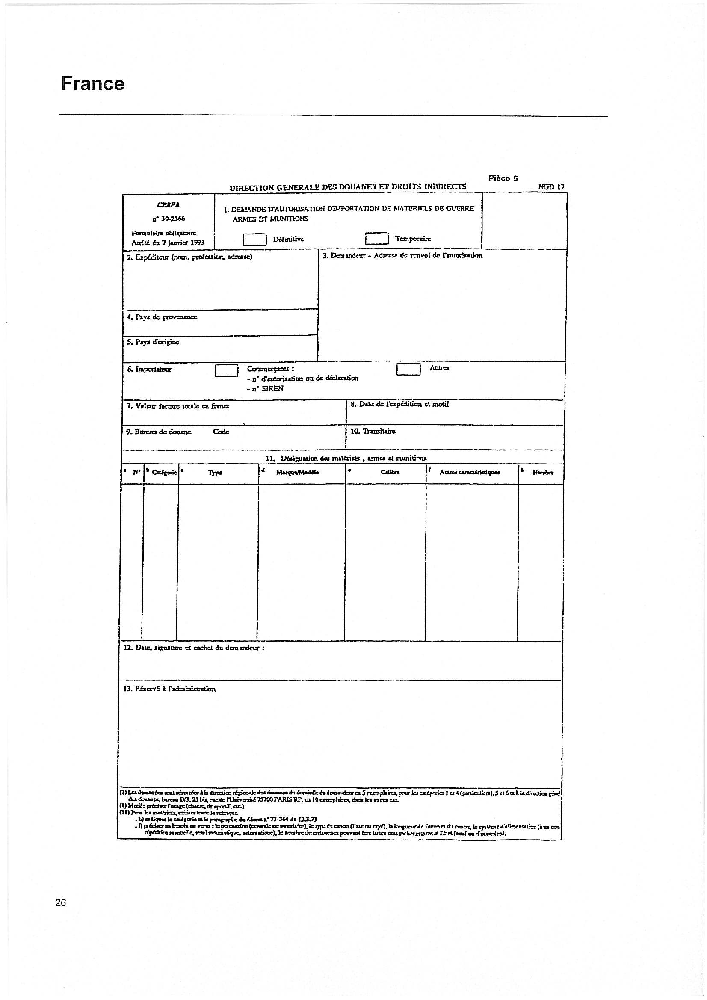 France
Pièce 5
DIRECTION GENERALE DES DOUANES ET DROITS INDIRECTS
NGD 17
CERFA
n° 30-2566
Formulaire obligatoire
Arrêté du 7 janvier 1993
1. DEMANDE D'AUTORISATION D'IMPORTATION DE MATERIELS DE GUERRE
ARMES ET MUNITIONS
Définitive
Temporaire
2. Expéditeur (nom, profession, adresse)
3. Demandeur - Adresse de renvoi de l'autorisation
4. Pays de provenance
5. Pays d'origine
6. Importateur
Commerçants :
- n° d'autorisation ou de déclaration
- n° SIREN
Autres
7. Valeur facture totale en francs
8. Date de l'expédition et motif
9. Bureau de douane Code
10. Transitaire
11. Désignation des matériels , armes et munitions
N° b Catégorie Type d Marque/Modèle Calibre f Autres caractéristiques Nombre
12. Date, signature et cachet du demandeur :
13. Réservé à l'administration
(1) Les demandes sont adressées à la direction régionale des douanes du domicile du demandeur en 5 exemplaires, pour les catégories 1 et 4 (particuliers), 5 et 6 et à la direction géné
des douanes, bureau D/3, 23 bis, rue de l'Université 75700 PARIS RP, en 10 exemplaires, dans les autres cas.
(8) Motif : préciser l'usage (chasse, tir sportif, etc.)
(11) Pour les matériels, utiliser toute la rubrique
. b) indiquer la catégorie et le paragraphe du décret n° 73-364 du 12.3.73
. f) préciser au besoin au verso : la percussion (centrale ou annulaire), le type de canon (lisse ou rayé), la longueur de l'arme et du canon, le système d'alimentation (à un cou
répétition manuelle, semi automatique, automatique), le nombre de cartouches pouvant être tirées sans l'état (neuf ou d'occasion).
26